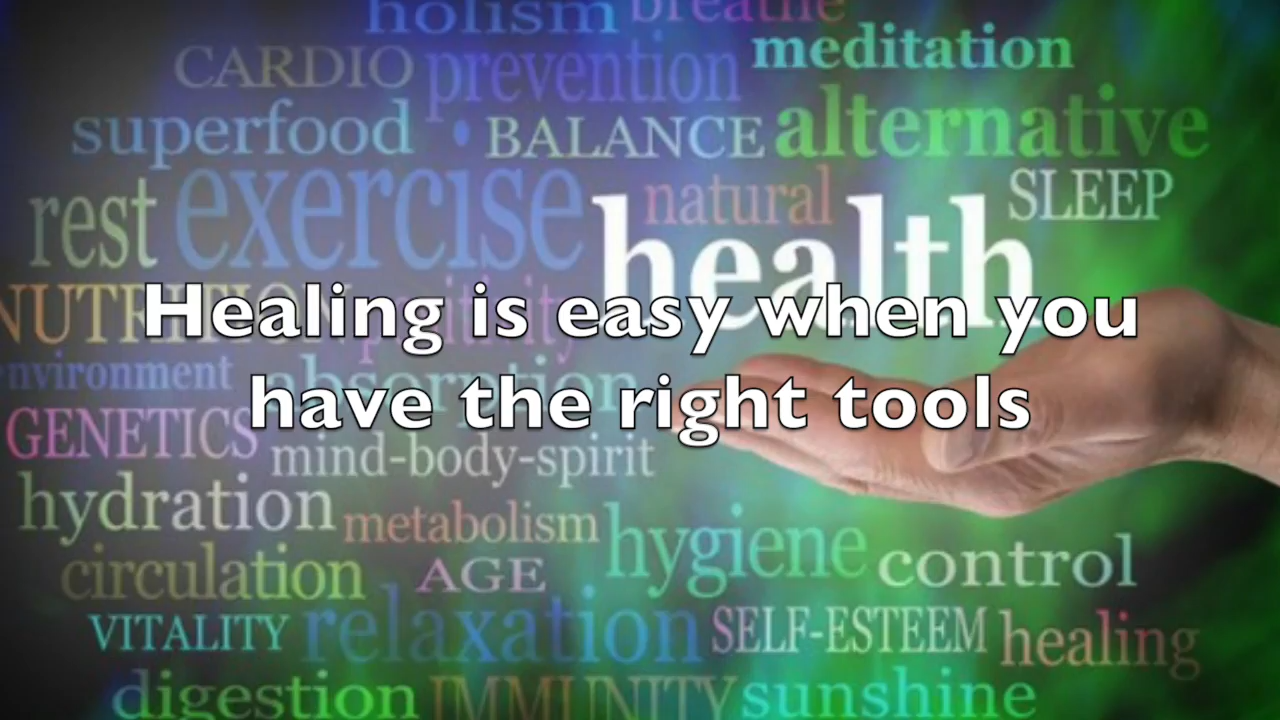 holism breathe
CARDIO prevention meditation
superfood • BALANCE alternative
rest exercise natural SLEEP
health
NUTRITION
Healing is easy when you
environment absorption
have the right tools
GENETICS
mind-body-spirit
hydration metabolism hygiene control
circulation AGE
VITALITY relaxation SELF-ESTEEM healing
digestion IMMUNITY sunshine